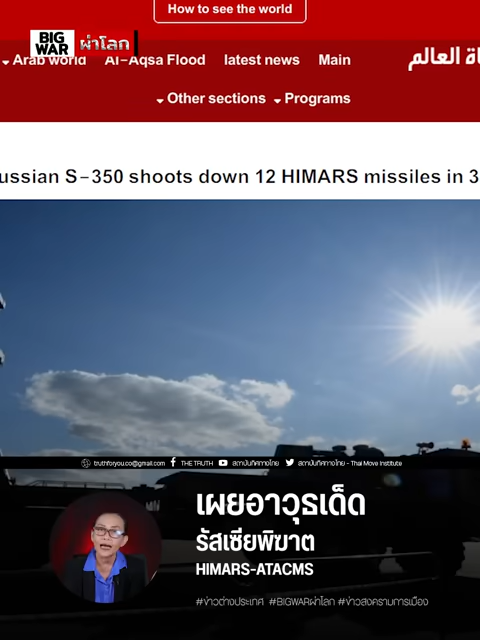 How to see the world
BIG WAR ผ่าโลก
Arab world Al-Aqsa Flood latest news Main
العالم
Other sections Programs
ussian S-350 shoots down 12 HIMARS missiles in 3
truthforyou.co@gmail.com THE TRUTH สถาบันทิศทางไทย สถาบันทิศทางไทย - Thai Move Institute
เผยอาวุธเด็ด
รัสเซียพิฆาต
HIMARS-ATACMS
#ข่าวต่างประเทศ #BIGWARผ่าโลก #ข่าวสงครามการเมือง